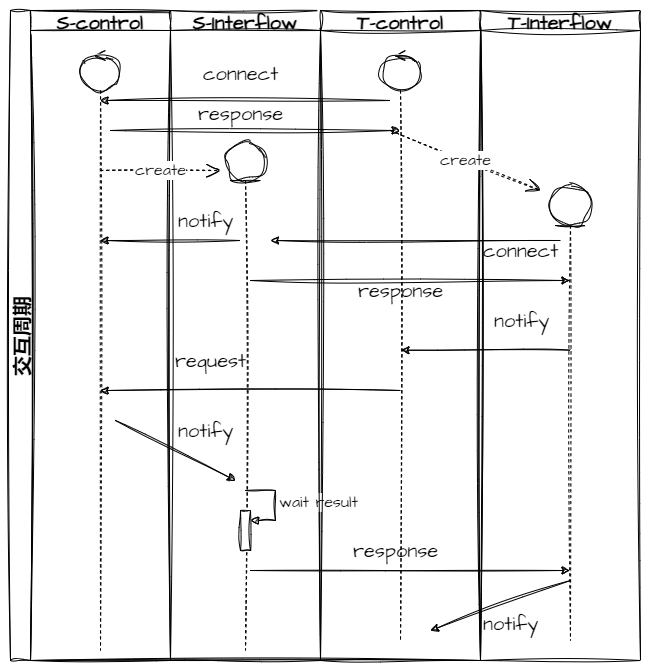 S-control
S-Interflow
T-control
T-Interflow
connect
response
create
create
notify
connect
response
notify
交互周期
request
notify
wait result
response
notify